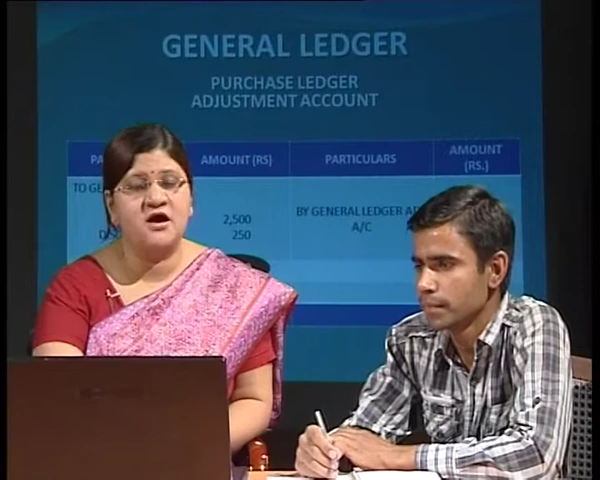 GENERAL LEDGER
PURCHASE LEDGER
ADJUSTMENT ACCOUNT
AMOUNT (RS) PARTICULARS AMOUNT (RS.)
TO
2,500 BY GENERAL LEDGER
250 A/C